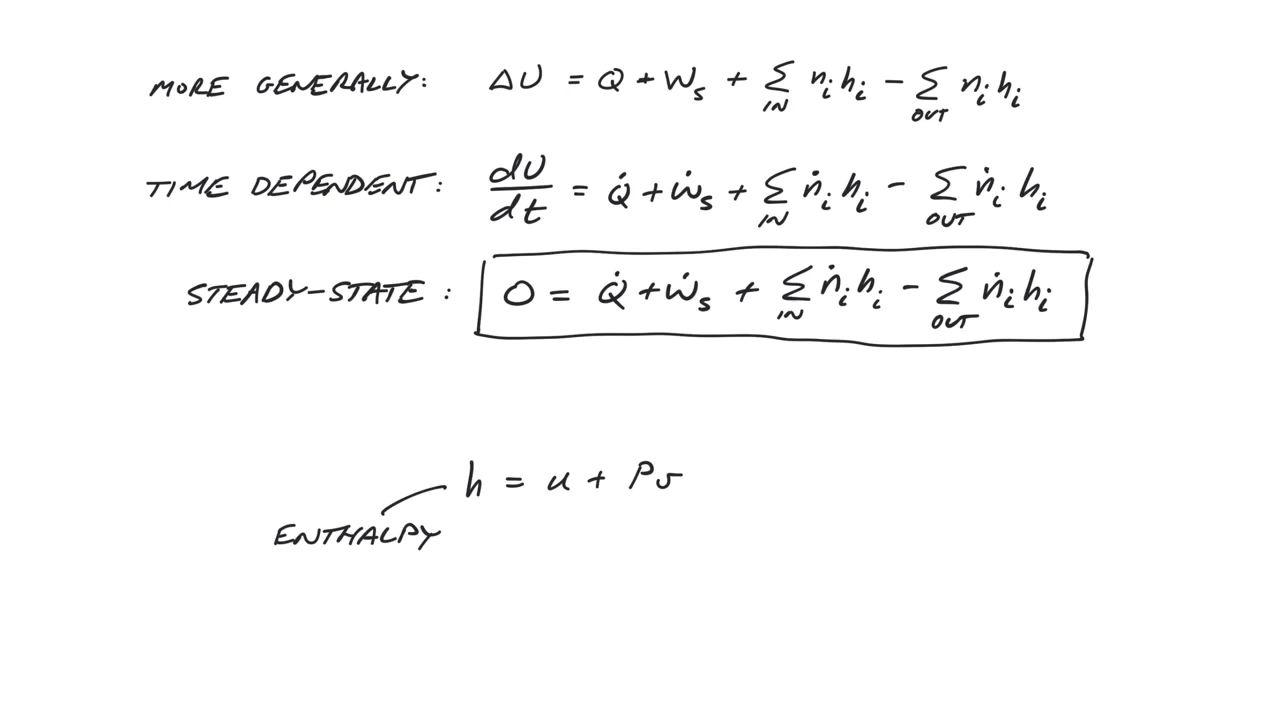 MORE GENERALLY: ΔU = Q + W_s + Σ_IN n_i h_i − Σ_OUT n_i h_i
TIME DEPENDENT: dU/dt = Q̇ + Ẇ_s + Σ_IN ṅ_i h_i − Σ_OUT ṅ_i h_i
STEADY-STATE: 0 = Q̇ + Ẇ_s + Σ_IN ṅ_i h_i − Σ_OUT ṅ_i h_i
h = u + Pv
ENTHALPY